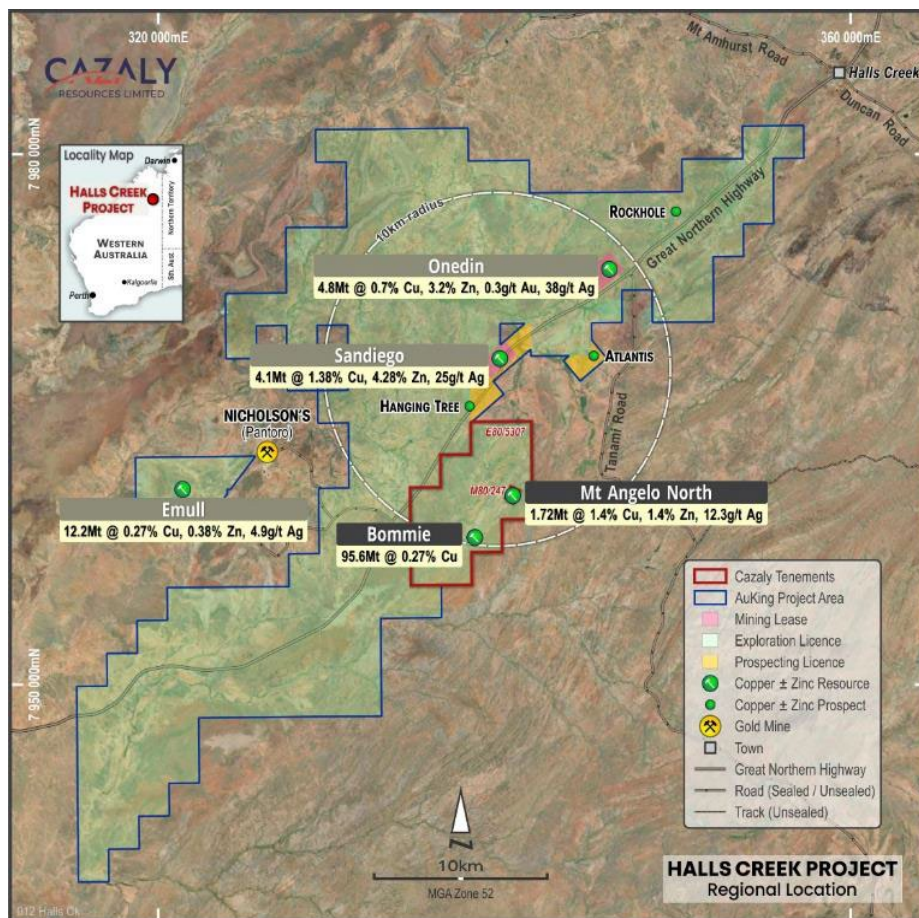 320 000mE
360 000mE
CAZALY
RESOURCES LIMITED
Mt Amhurst Road
Halls Creek
Duncan Road
7 980 000mN
Locality Map
Darwin
HALLS CREEK
PROJECT
Northern Territory
WESTERN
AUSTRALIA
Sth. Aust.
Kalgoorlie
Perth
10km-radius
ROCKHOLE
Great Northern Highway
Onedin
4.8Mt @ 0.7% Cu, 3.2% Zn, 0.3g/t Au, 38g/t Ag
Sandiego
4.1Mt @ 1.38% Cu, 4.28% Zn, 25g/t Ag
ATLANTIS
HANGING TREE
Tanami Road
NICHOLSON'S
(Pantoro)
E80/5307
M80/247
Emull
12.2Mt @ 0.27% Cu, 0.38% Zn, 4.9g/t Ag
Mt Angelo North
1.72Mt @ 1.4% Cu, 1.4% Zn, 12.3g/t Ag
Bommie
95.6Mt @ 0.27% Cu
7 950 000mN
Cazaly Tenements
AuKing Project Area
Mining Lease
Exploration Licence
Prospecting Licence
Copper ± Zinc Resource
Copper ± Zinc Prospect
Gold Mine
Town
Great Northern Highway
Road (Sealed / Unsealed)
Track (Unsealed)
N
10km
MGA Zone 52
HALLS CREEK PROJECT
Regional Location